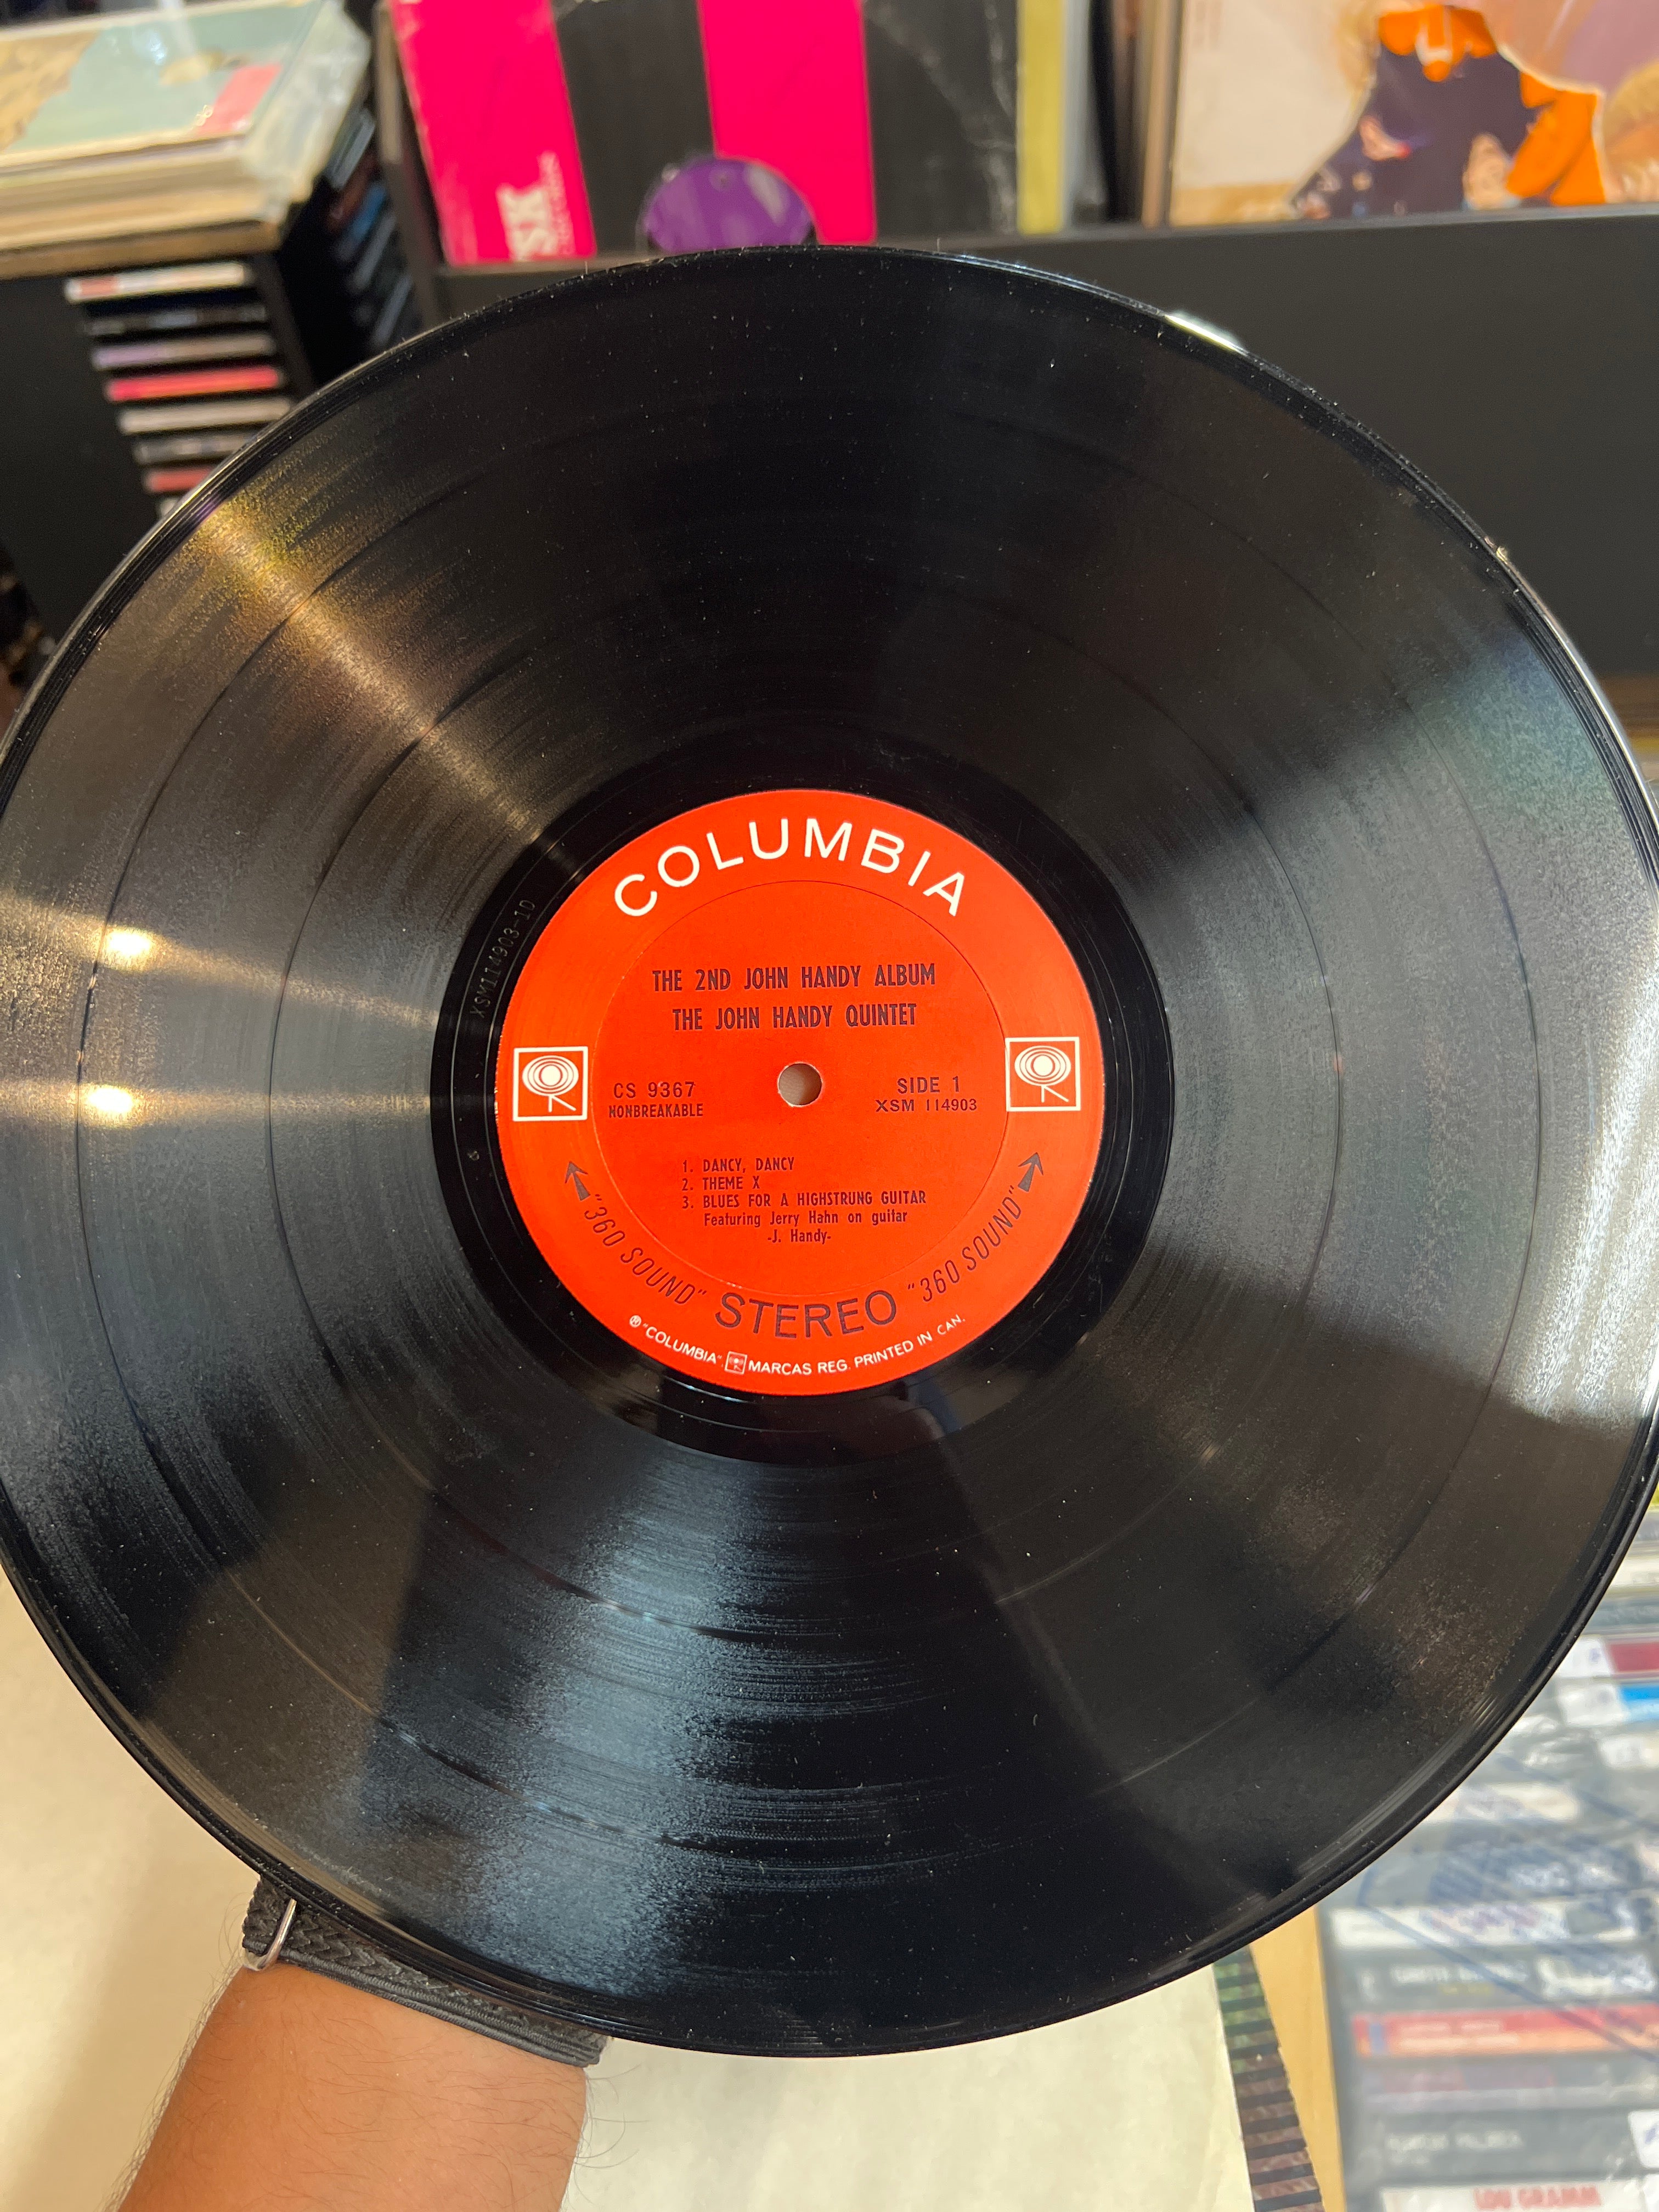 COLUMBIA
THE 2ND JOHN HANDY ALBUM
THE JOHN HANDY QUINTET
CS 9367
NONBREAKABLE
SIDE 1
XSM 114903
1. DANCY, DANCY
2. THEME X
3. BLUES FOR A HIGHSTRUNG GUITAR
Featuring Jerry Hahn on guitar
-J. Handy-
"360 SOUND" STEREO "360 SOUND"
® "COLUMBIA", MARCAS REG. PRINTED IN CAN.
XSM114903-1D
LOU GRAMM